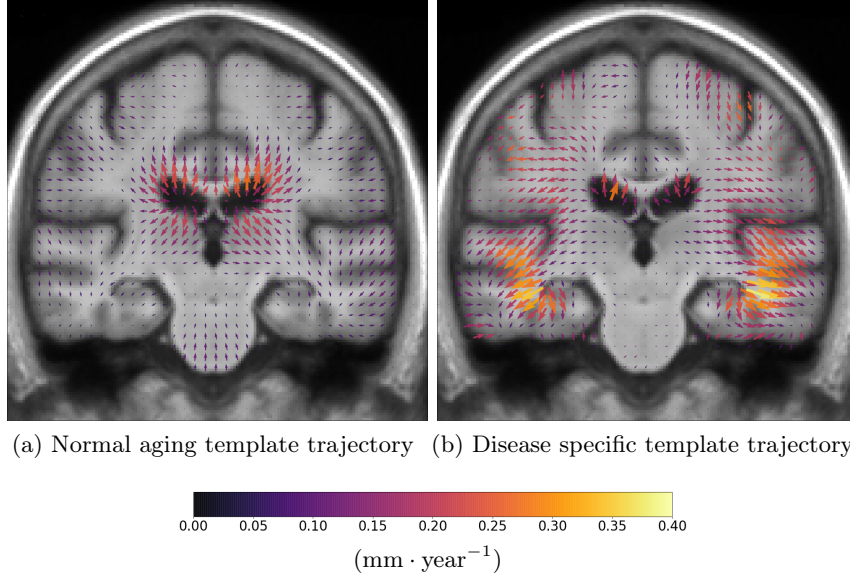 (a) Normal aging template trajectory (b) Disease specific template trajectory
0.00 0.05 0.10 0.15 0.20 0.25 0.30 0.35 0.40
(mm · year⁻¹)